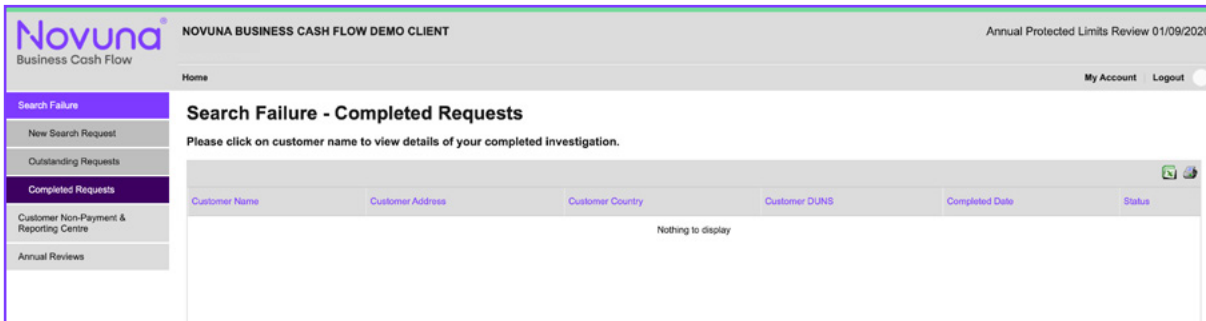 Novuna
Business Cash Flow
NOVUNA BUSINESS CASH FLOW DEMO CLIENT
Annual Protected Limits Review 01/09/2020
Home
My Account
Logout
Search Failure
New Search Request
Outstanding Requests
Completed Requests
Customer Non-Payment &
Reporting Centre
Annual Reviews
Search Failure - Completed Requests
Please click on customer name to view details of your completed investigation.
Customer Name Customer Address Customer Country Customer DUNS Completed Date Status
Nothing to display